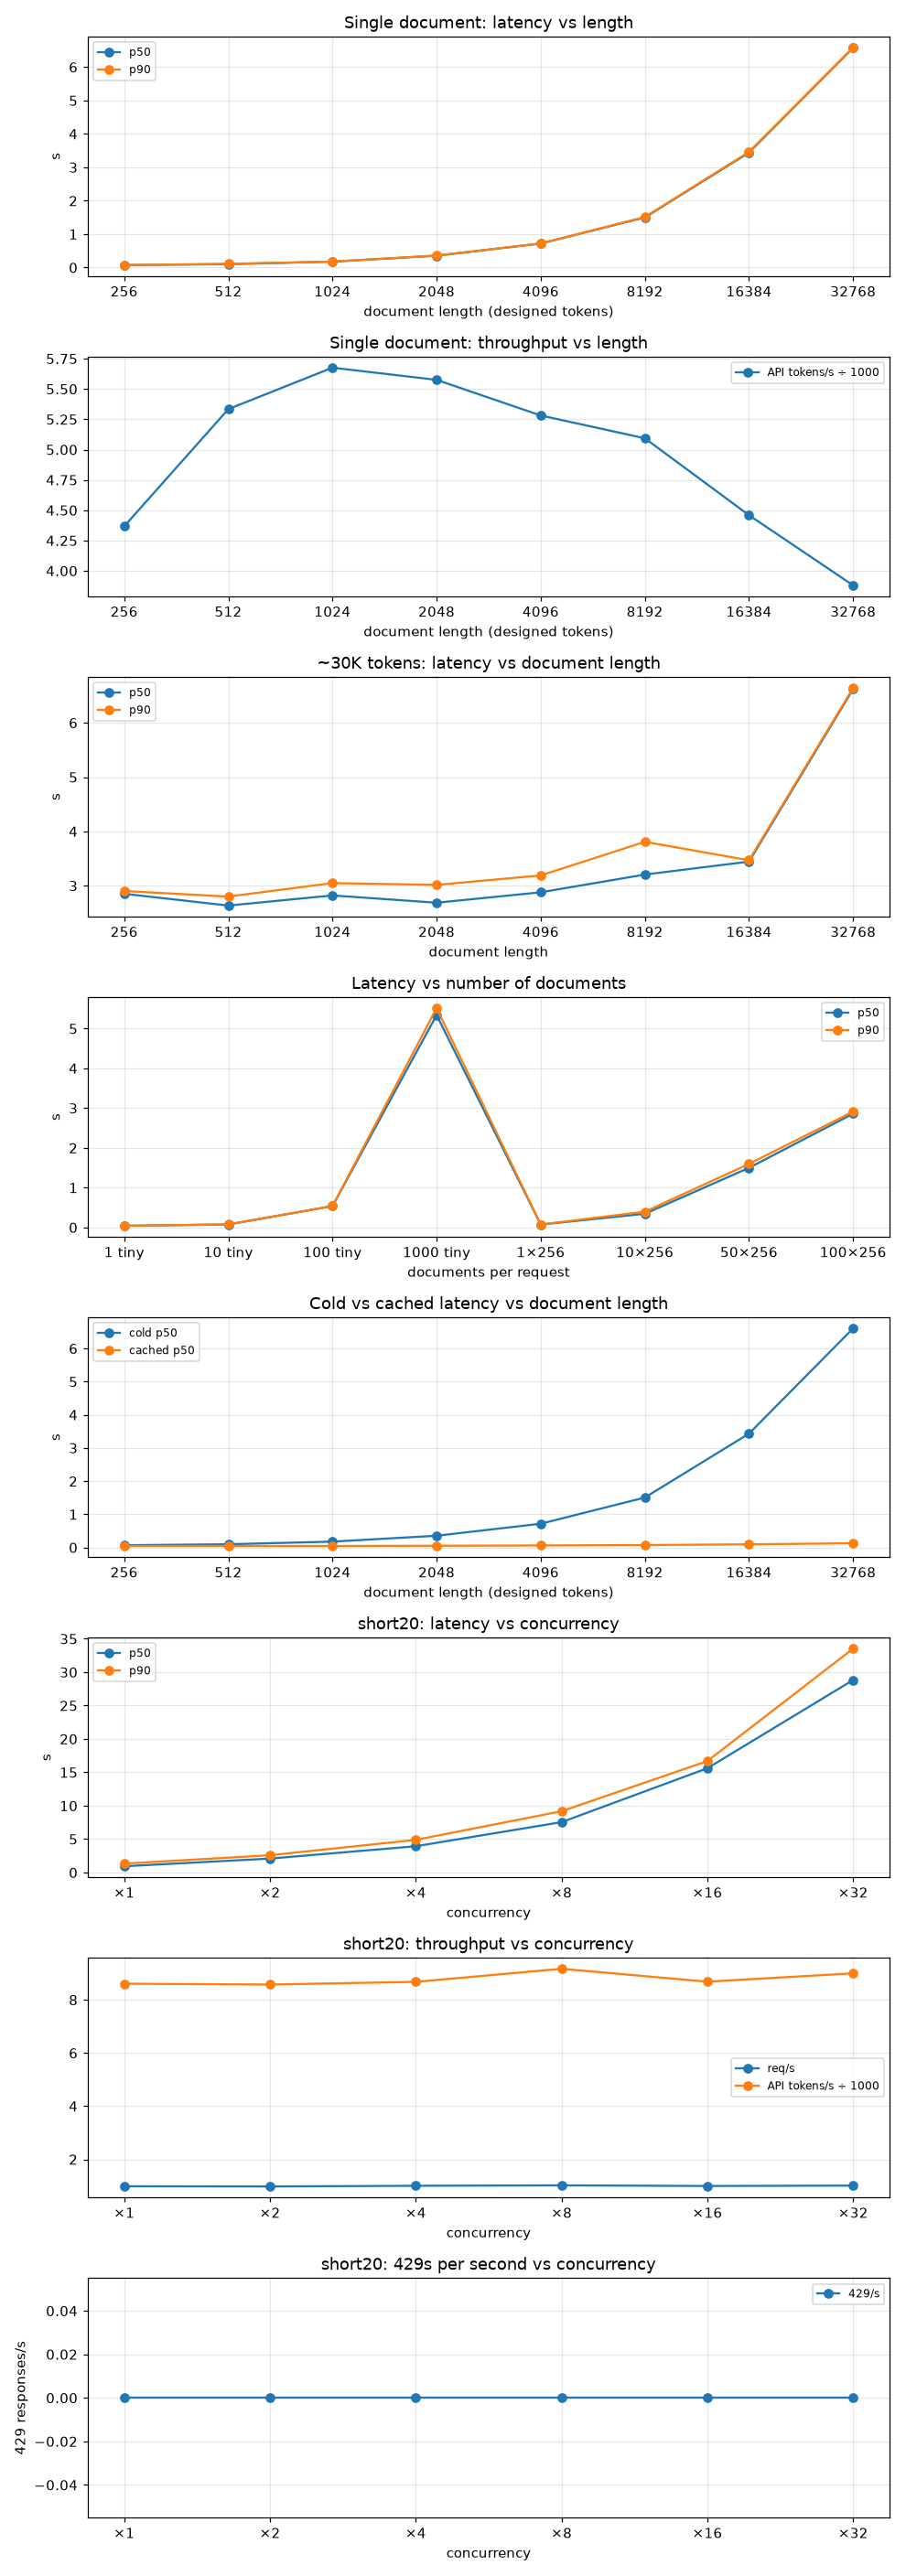 Single document: latency vs length
p50
p90
6
5
4
3
2
1
0
s
256 512 1024 2048 4096 8192 16384 32768
document length (designed tokens)
Single document: throughput vs length
API tokens/s ÷ 1000
5.75
5.50
5.25
5.00
4.75
4.50
4.25
4.00
256 512 1024 2048 4096 8192 16384 32768
document length (designed tokens)
~30K tokens: latency vs document length
p50
p90
6
5
4
3
s
256 512 1024 2048 4096 8192 16384 32768
document length
Latency vs number of documents
p50
p90
5
4
3
2
1
0
s
1 tiny 10 tiny 100 tiny 1000 tiny 1×256 10×256 50×256 100×256
documents per request
Cold vs cached latency vs document length
cold p50
cached p50
6
5
4
3
2
1
0
s
256 512 1024 2048 4096 8192 16384 32768
document length (designed tokens)
short20: latency vs concurrency
p50
p90
35
30
25
20
15
10
5
0
s
×1 ×2 ×4 ×8 ×16 ×32
concurrency
short20: throughput vs concurrency
req/s
API tokens/s ÷ 1000
8
6
4
2
×1 ×2 ×4 ×8 ×16 ×32
concurrency
short20: 429s per second vs concurrency
429/s
0.04
0.02
0.00
−0.02
−0.04
429 responses/s
×1 ×2 ×4 ×8 ×16 ×32
concurrency